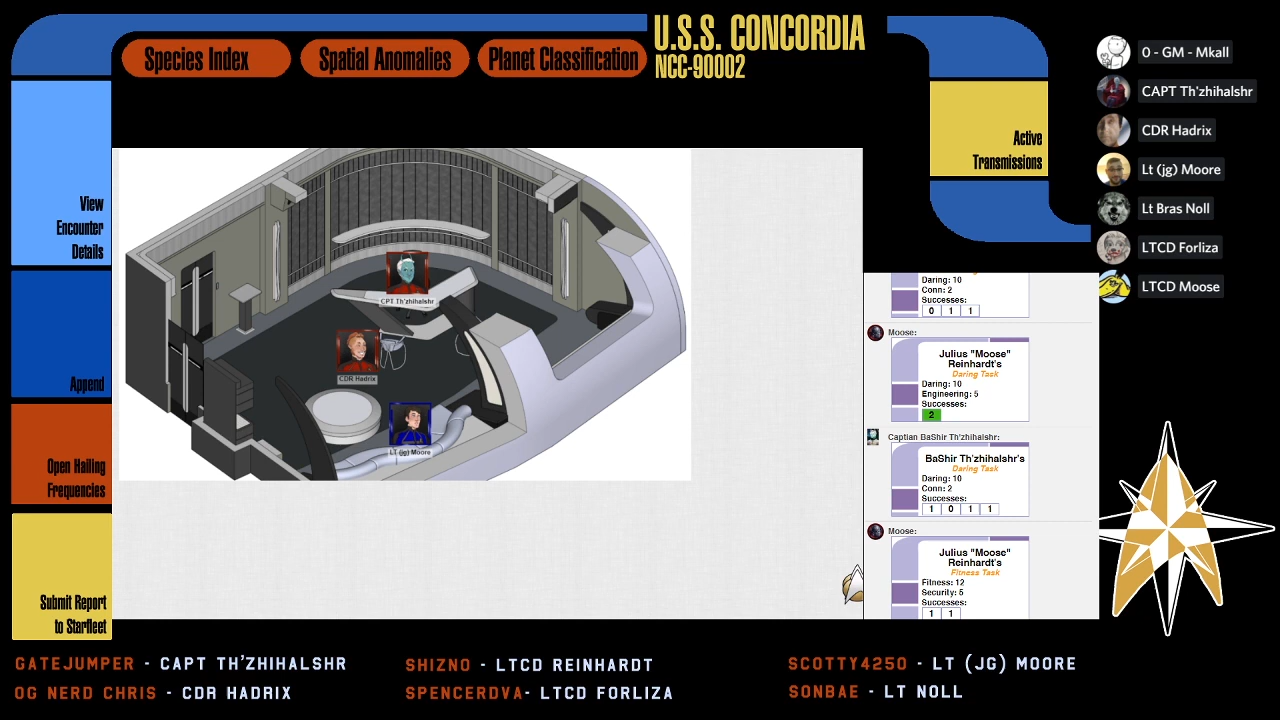 Species Index
Spatial Anomalies
Planet Classification
U.S.S. CONCORDIA
NCC-90002
View
Encounter
Details
Append
Open Hailing
Frequencies
Submit Report
to Starfleet
Active
Transmissions
0 - GM - Mkall
CAPT Th'zhihalshr
CDR Hadrix
Lt (jg) Moore
Lt Bras Noll
LTCD Forliza
LTCD Moose
CPT Th'zhihalshr
CDR Hadrix
LT (jg) Moore
Daring: 10
Conn: 2
Successes:
0 1 1
Moose:
Julius "Moose"
Reinhardt's
Daring Task
Daring: 10
Engineering: 5
Successes:
2
Captian BaShir Th'zhihalshr:
BaShir Th'zhihalshr's
Daring Task
Daring: 10
Conn: 2
Successes:
1 0 1 1
Moose:
Julius "Moose"
Reinhardt's
Fitness Task
Fitness: 12
Security: 5
Successes:
1 1
GATEJUMPER - CAPT TH'ZHIHALSHR
OG NERD CHRIS - CDR HADRIX
SHIZNO - LTCD REINHARDT
SPENCERDVA- LTCD FORLIZA
SCOTTY4250 - LT (JG) MOORE
SONBAE - LT NOLL